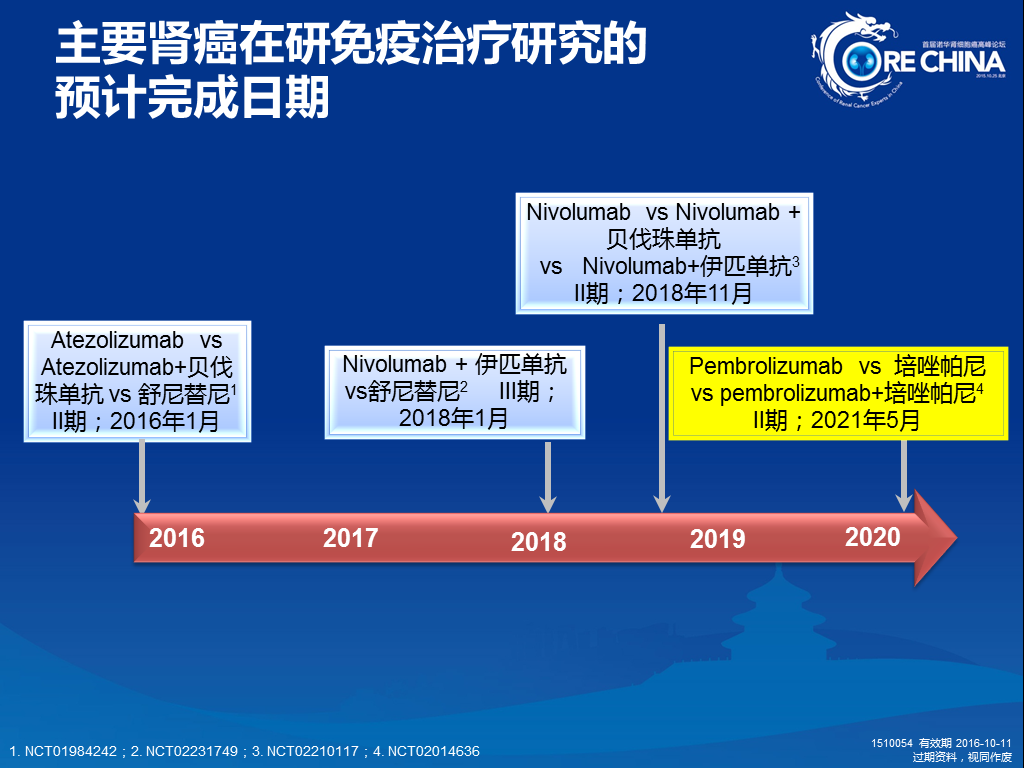 主要肾癌在研免疫治疗研究的
预计完成日期
首届诺华肾细胞癌高峰论坛
ORE CHINA
2015.10.25 北京
Conference of Renal Cancer Experts in China
Nivolumab vs Nivolumab +
贝伐珠单抗
vs Nivolumab+伊匹单抗3
II期；2018年11月
Atezolizumab vs
Atezolizumab+贝伐
珠单抗 vs 舒尼替尼1
II期；2016年1月
Nivolumab + 伊匹单抗
vs舒尼替尼2 III期；
2018年1月
Pembrolizumab vs 培唑帕尼
vs pembrolizumab+培唑帕尼4
II期；2021年5月
2016 2017 2018 2019 2020
1. NCT01984242；2. NCT02231749；3. NCT02210117；4. NCT02014636
1510054 有效期 2016-10-11
过期资料，视同作废